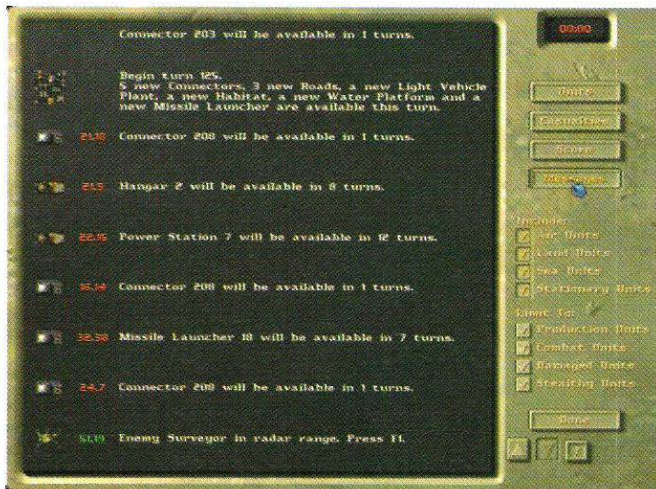 Connector 203 will be available in 1 turns.
00:00
Begin turn 125.
5 new Connectors, 3 new Roads, a new Light Vehicle
Plant, a new Habitat, a new Water Platform and a
new Missile Launcher are available this turn.
Units
Casualties
Score
Messages
21,10 Connector 208 will be available in 1 turns.
21,5 Hangar 2 will be available in 8 turns.
22,15 Power Station 7 will be available in 12 turns.
Include:
Air Units
Land Units
Sea Units
Stationary Units
Connector 208 will be available in 1 turns.
Limit To:
Production Units
Combat Units
Damaged Units
Stealthy Units
Missile Launcher 18 will be available in 7 turns.
24,7 Connector 208 will be available in 1 turns.
Done
Enemy Surveyor in radar range. Press F1.